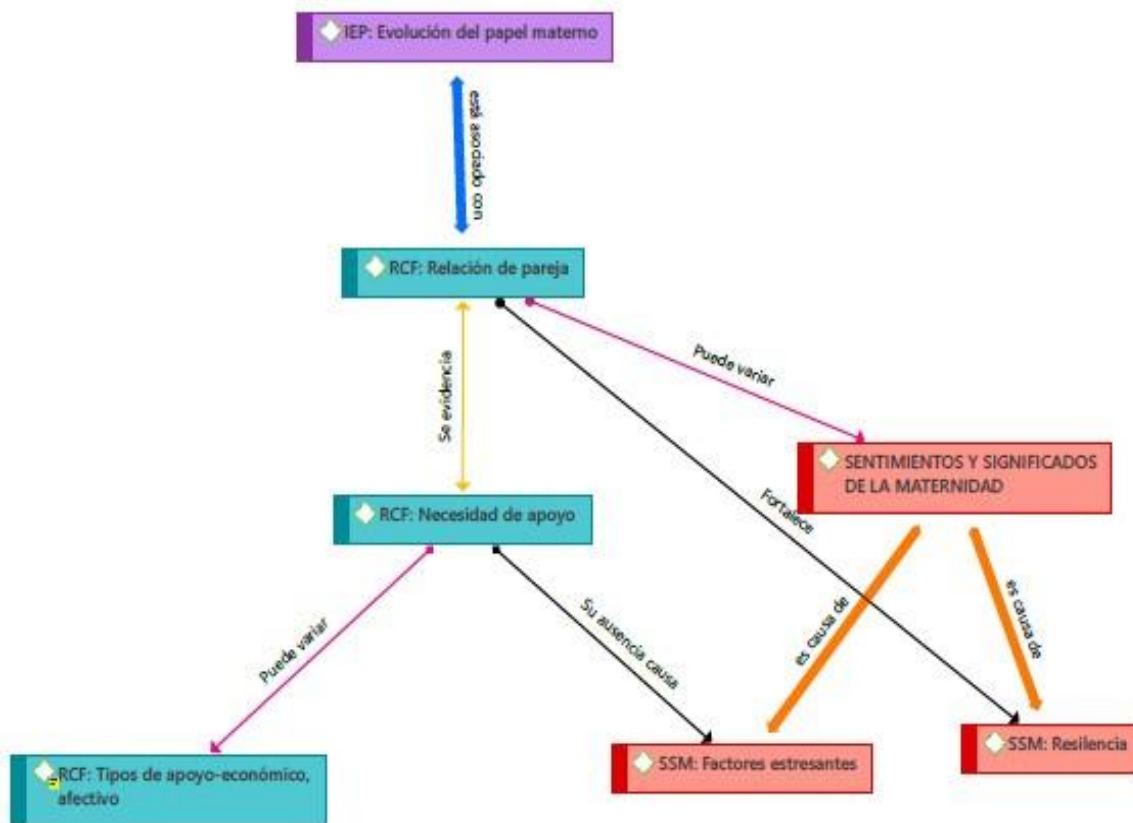 IEP: Evolución del papel materno
está asociado con
RCF: Relación de pareja
Puede variar
Se evidencia
SENTIMIENTOS Y SIGNIFICADOS
DE LA MATERNIDAD
Fortalece
RCF: Necesidad de apoyo
Puede variar
Su ausencia causa
es causa de
es causa de
RCF: Tipos de apoyo-económico,
afectivo
SSM: Factores estresantes
SSM: Resilencia